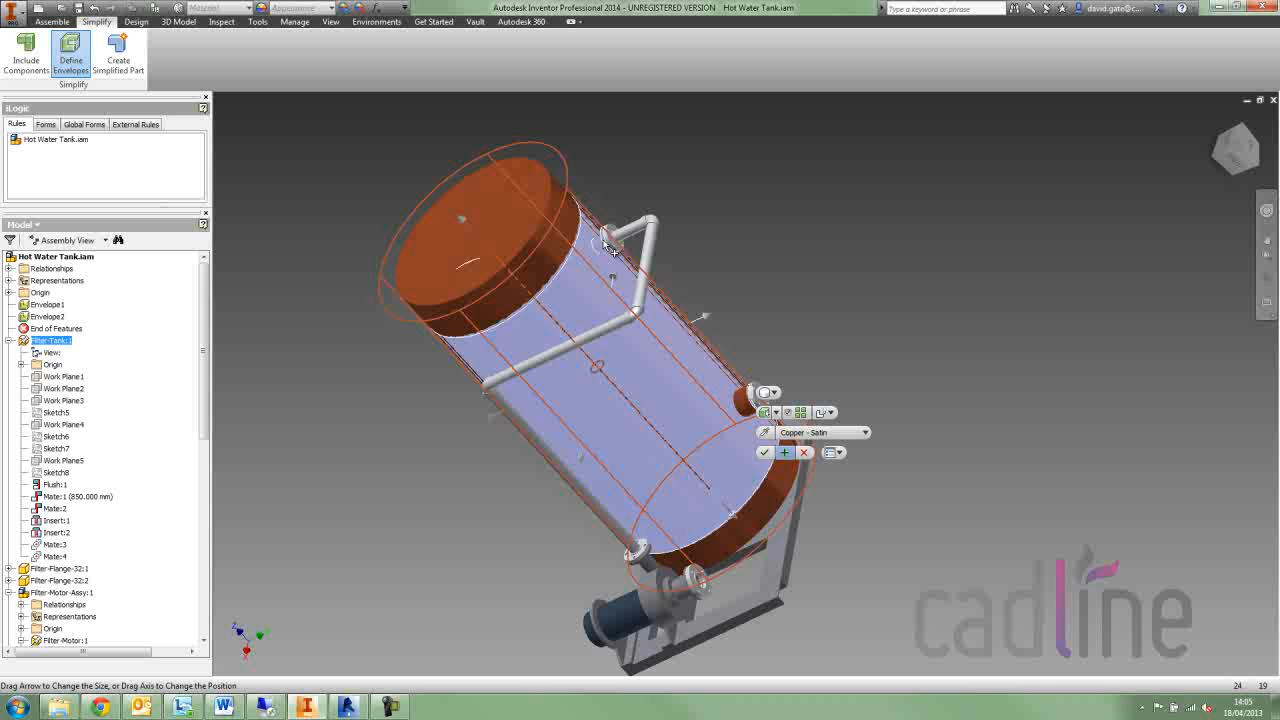 Material
Appearance
Autodesk Inventor Professional 2014 - UNREGISTERED VERSION Hot Water Tank.iam
Type a keyword or phrase
david.gate@c...
PRO
Assemble Simplify Design 3D Model Inspect Tools Manage View Environments Get Started Vault Autodesk 360
Include Components
Define Envelopes
Create Simplified Part
Simplify
iLogic
Rules Forms Global Forms External Rules
Hot Water Tank.iam
Model
Assembly View
Hot Water Tank.iam
Relationships
Representations
Origin
Envelope1
Envelope2
End of Features
Filter-Tank:1
View:
Origin
Work Plane1
Work Plane2
Work Plane3
Sketch5
Work Plane4
Sketch6
Sketch7
Work Plane5
Sketch8
Flush:1
Mate:1 (850.000 mm)
Mate:2
Insert:1
Insert:2
Mate:3
Mate:4
Filter-Flange-32:1
Filter-Flange-32:2
Filter-Motor-Assy:1
Relationships
Representations
Origin
Filter-Motor:1
Copper - Satin
cadline
Z
X
Drag Arrow to Change the Size, or Drag Axis to Change the Position
24 19
14:05
18/04/2013